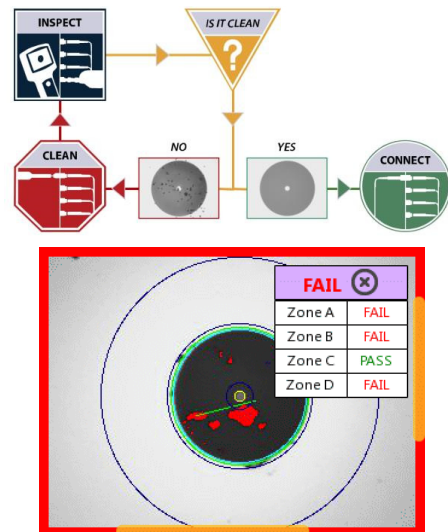 INSPECT
IS IT CLEAN
?
NO
YES
CLEAN
CONNECT
FAIL
Zone A FAIL
Zone B FAIL
Zone C PASS
Zone D FAIL